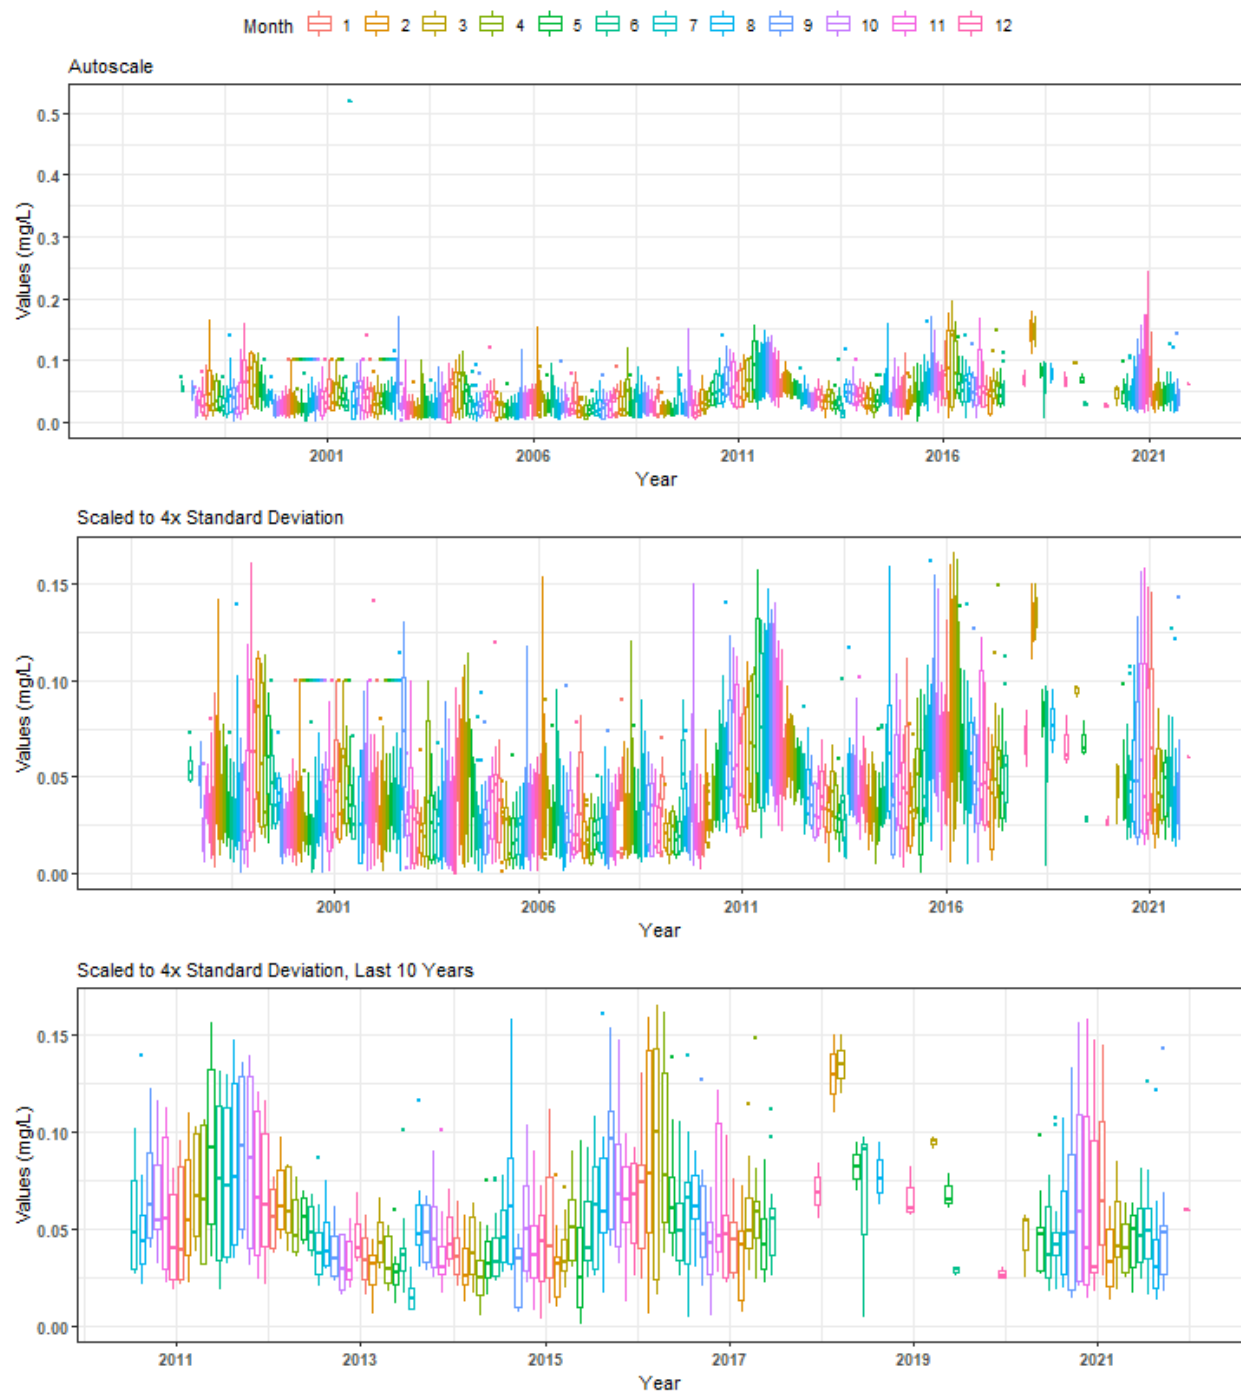 Month 1 2 3 4 5 6 7 8 9 10 11 12
Autoscale
Values (mg/L)
0.5
0.4
0.3
0.2
0.1
0.0
2001 2006 2011 2016 2021
Year
Scaled to 4x Standard Deviation
Values (mg/L)
0.15
0.10
0.05
0.00
2001 2006 2011 2016 2021
Year
Scaled to 4x Standard Deviation, Last 10 Years
Values (mg/L)
0.15
0.10
0.05
0.00
2011 2013 2015 2017 2019 2021
Year